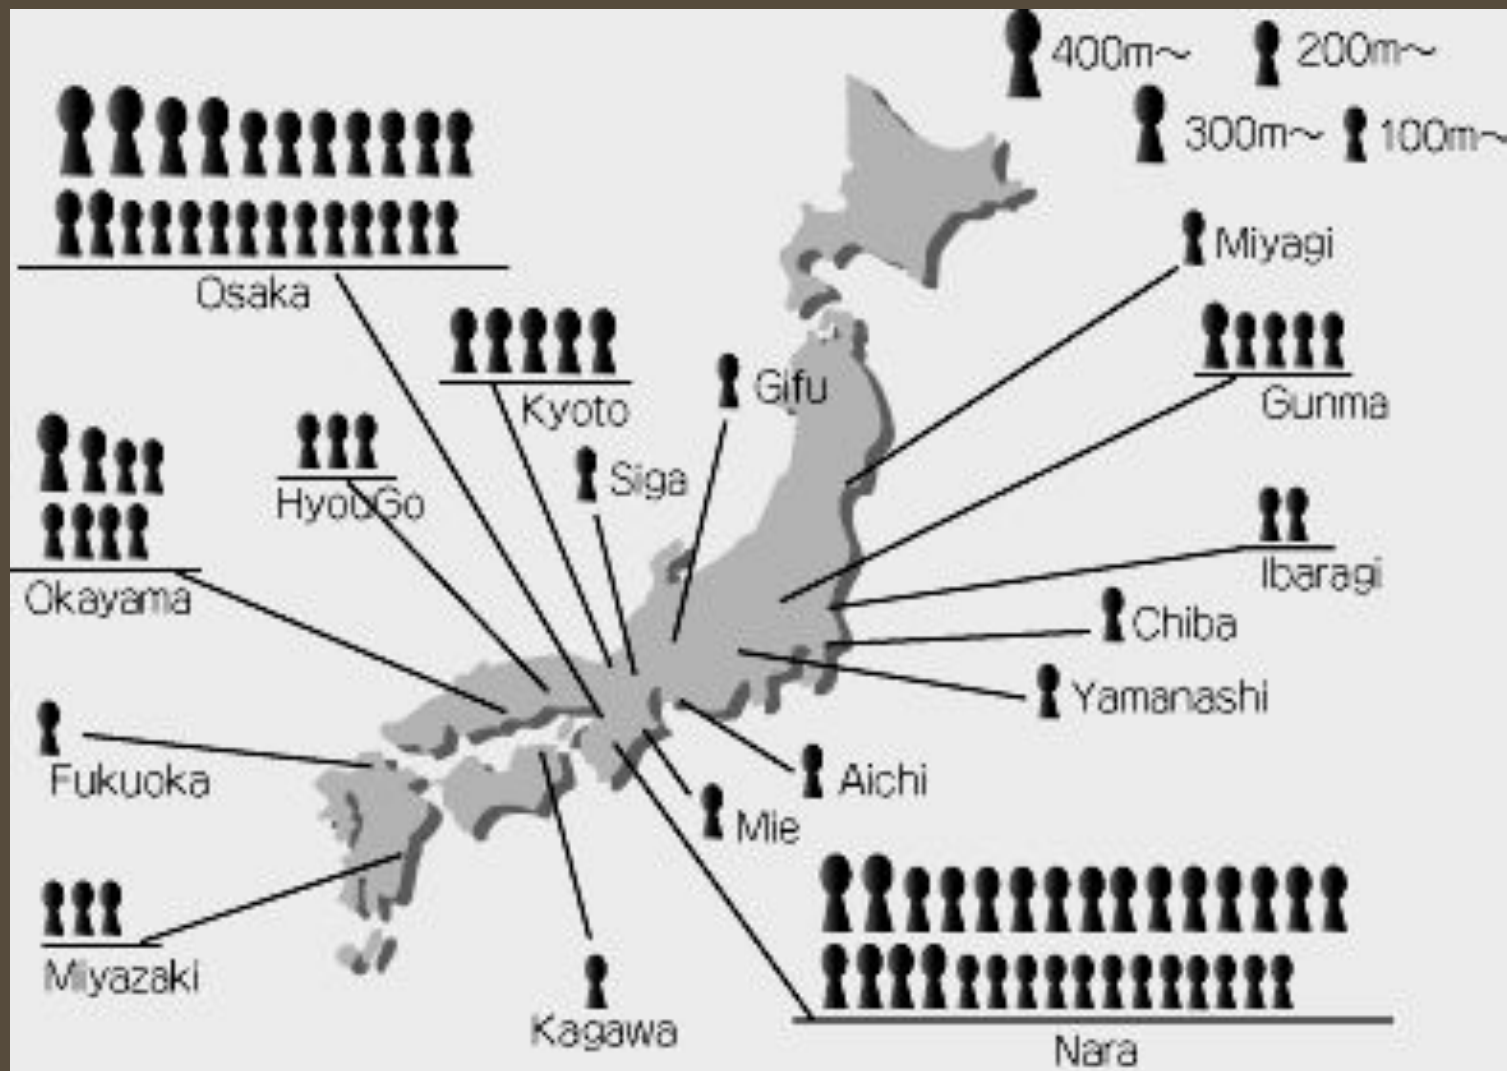 400m～ 200m～
300m～ 100m～
Osaka
Miyagi
Kyoto
Gifu
Gunma
Siga
HyouGo
Okayama
Ibaragi
Chiba
Yamanashi
Fukuoka
Aichi
Mie
Miyazaki
Kagawa
Nara